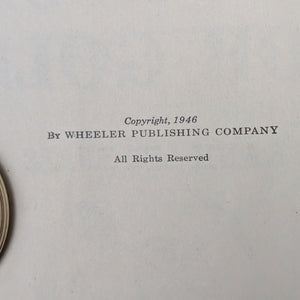 Copyright, 1946
By WHEELER PUBLISHING COMPANY
All Rights Reserved